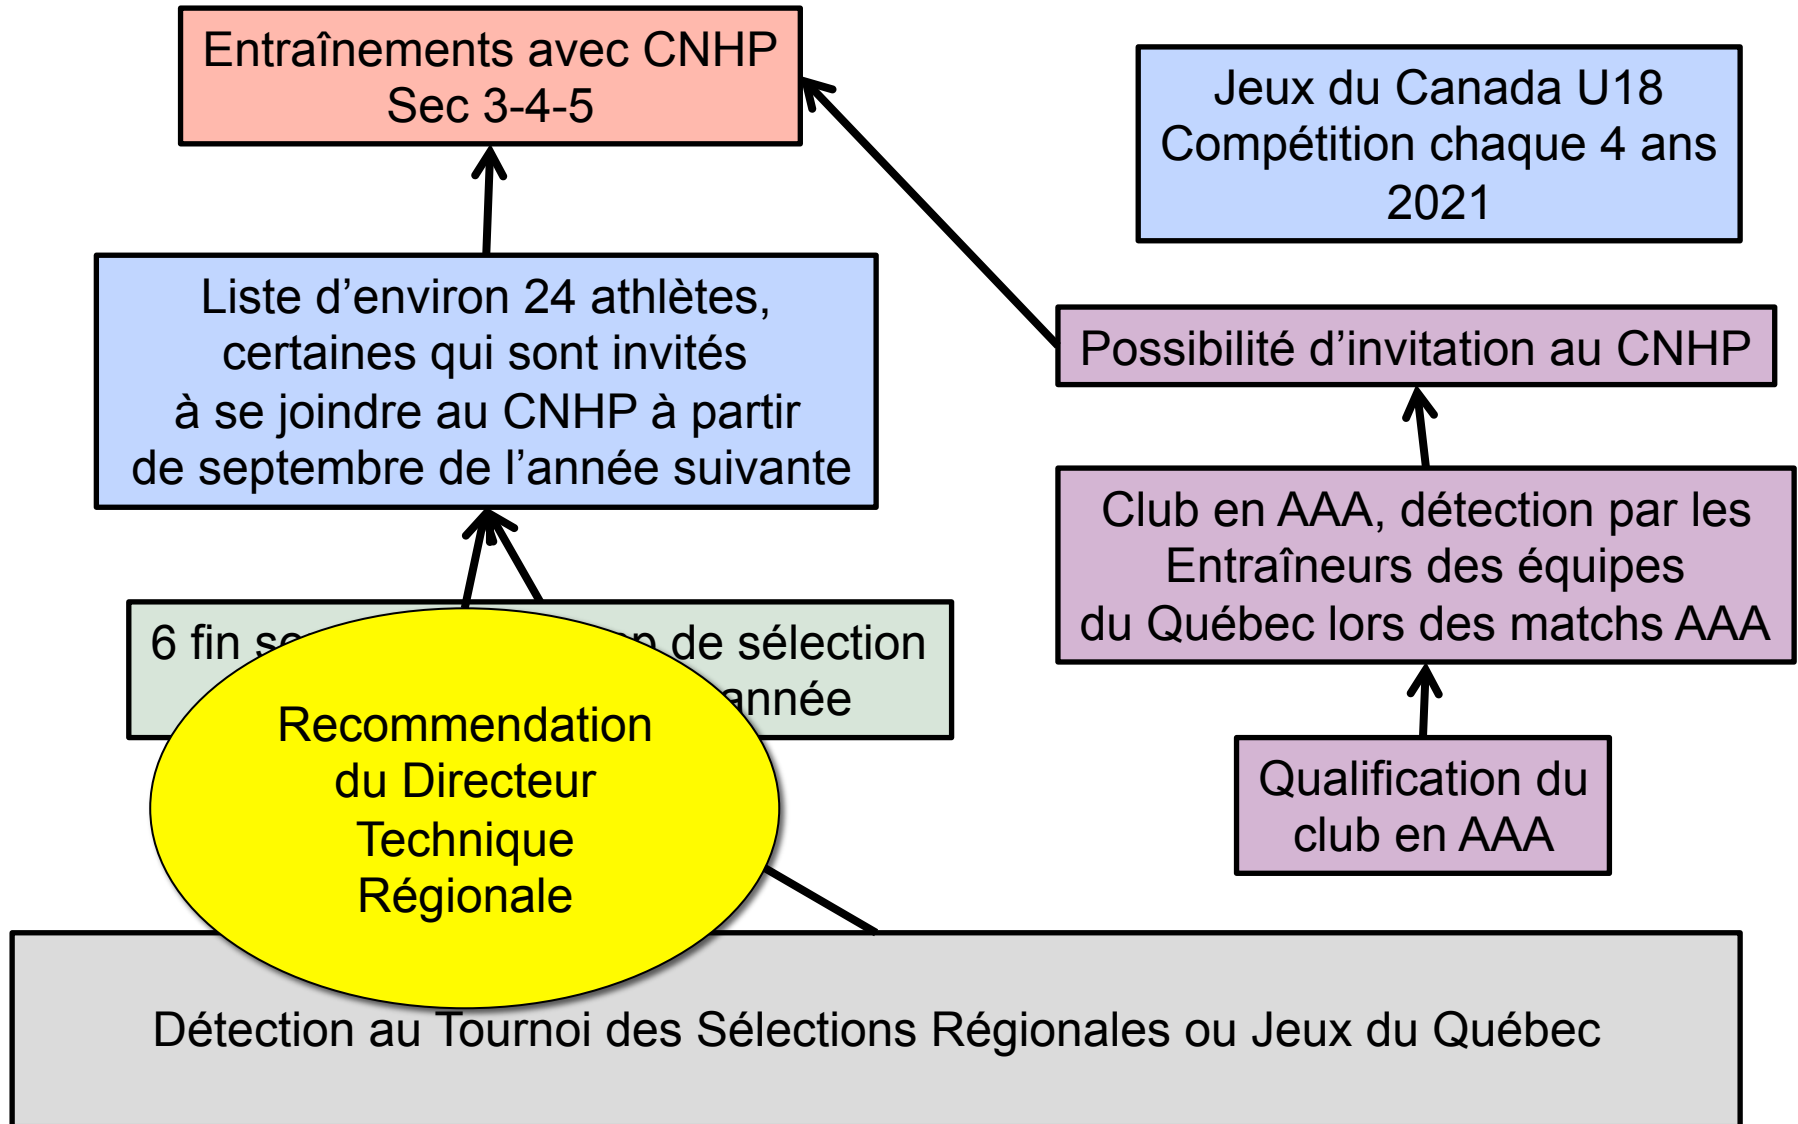 Entraînements avec CNHP
Sec 3-4-5
Jeux du Canada U18
Compétition chaque 4 ans
2021
Liste d’environ 24 athlètes,
certaines qui sont invités
à se joindre au CNHP à partir
de septembre de l’année suivante
Possibilité d’invitation au CNHP
Club en AAA, détection par les
Entraîneurs des équipes
du Québec lors des matchs AAA
6 fin de sélection
année
Recommendation
du Directeur
Technique
Régionale
Qualification du
club en AAA
Détection au Tournoi des Sélections Régionales ou Jeux du Québec